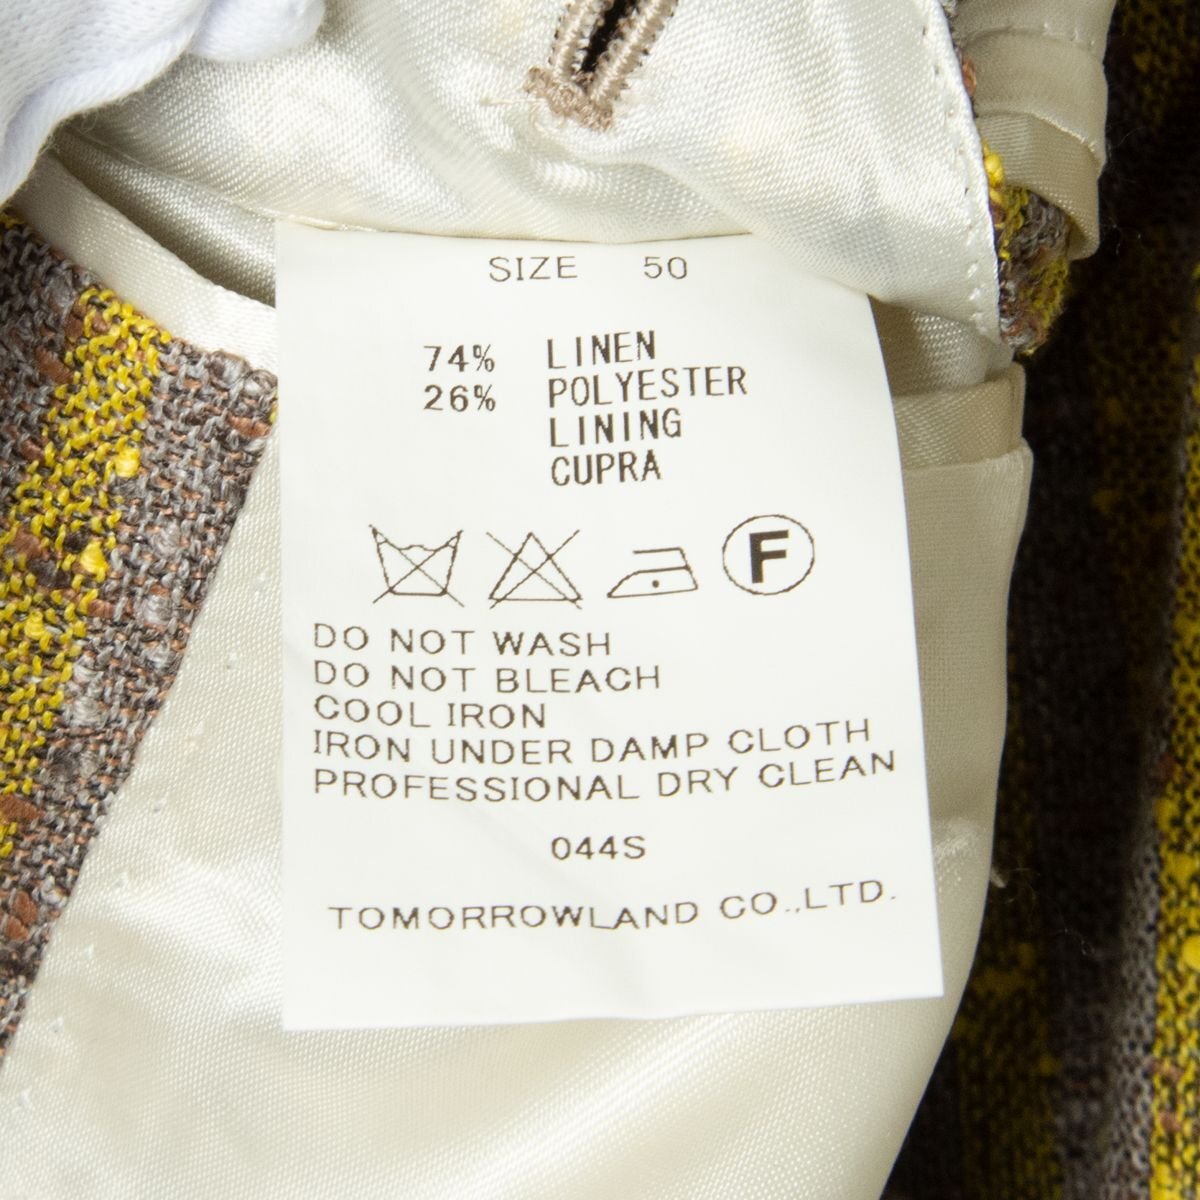 SIZE 50
74% LINEN
26% POLYESTER
LINING
CUPRA
F
DO NOT WASH
DO NOT BLEACH
COOL IRON
IRON UNDER DAMP CLOTH
PROFESSIONAL DRY CLEAN
044S
TOMORROWLAND CO.,LTD.